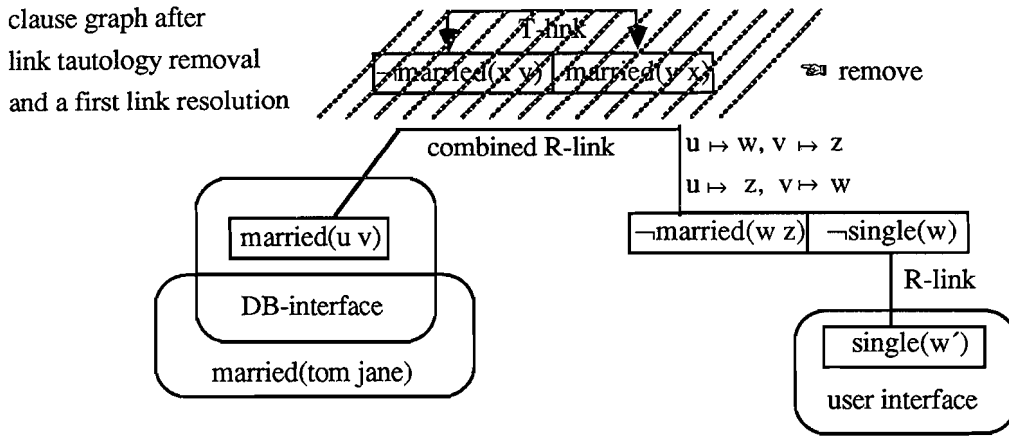 clause graph after
link tautology removal
and a first link resolution
T-link
¬married(x y) married(y x)
☜ remove
combined R-link
u ↦ w, v ↦ z
u ↦ z, v ↦ w
married(u v)
¬married(w z) ¬single(w)
R-link
DB-interface
single(w´)
married(tom jane)
user interface